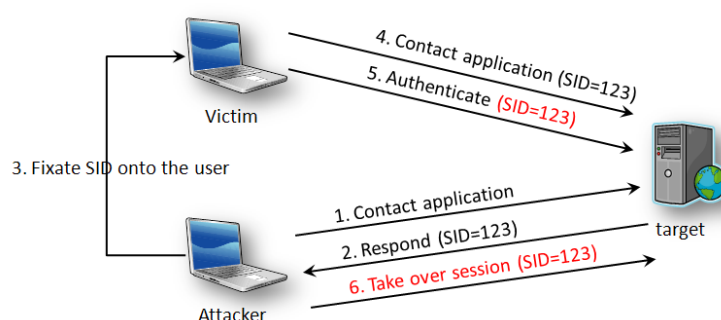 4. Contact application (SID=123)
5. Authenticate (SID=123)
Victim
3. Fixate SID onto the user
1. Contact application
2. Respond (SID=123)
target
6. Take over session (SID=123)
Attacker